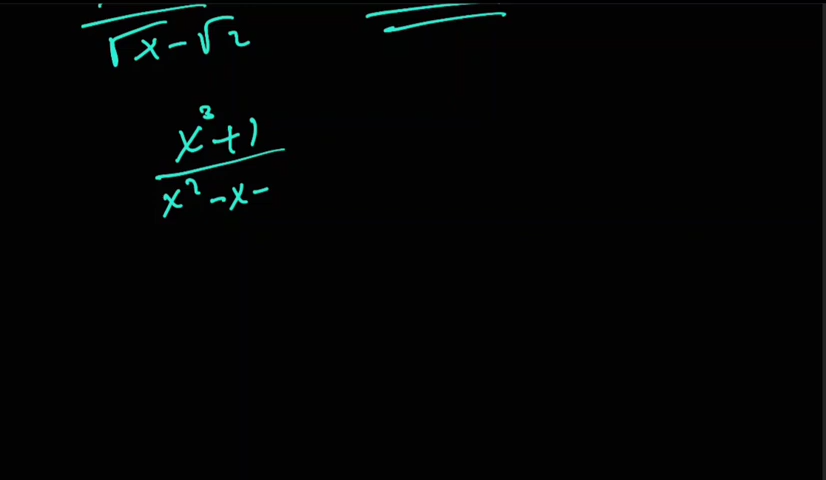 √x - √2
x³ + 1
x² - x -